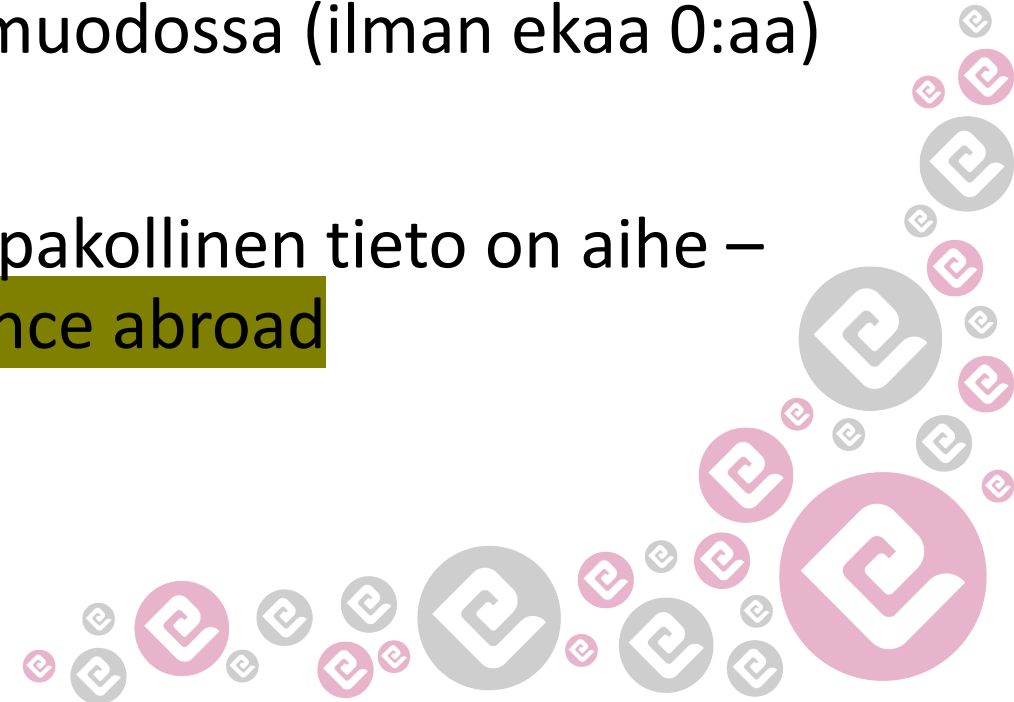 muodossa (ilman ekaa 0:aa)
pakollinen tieto on aihe –
nce abroad